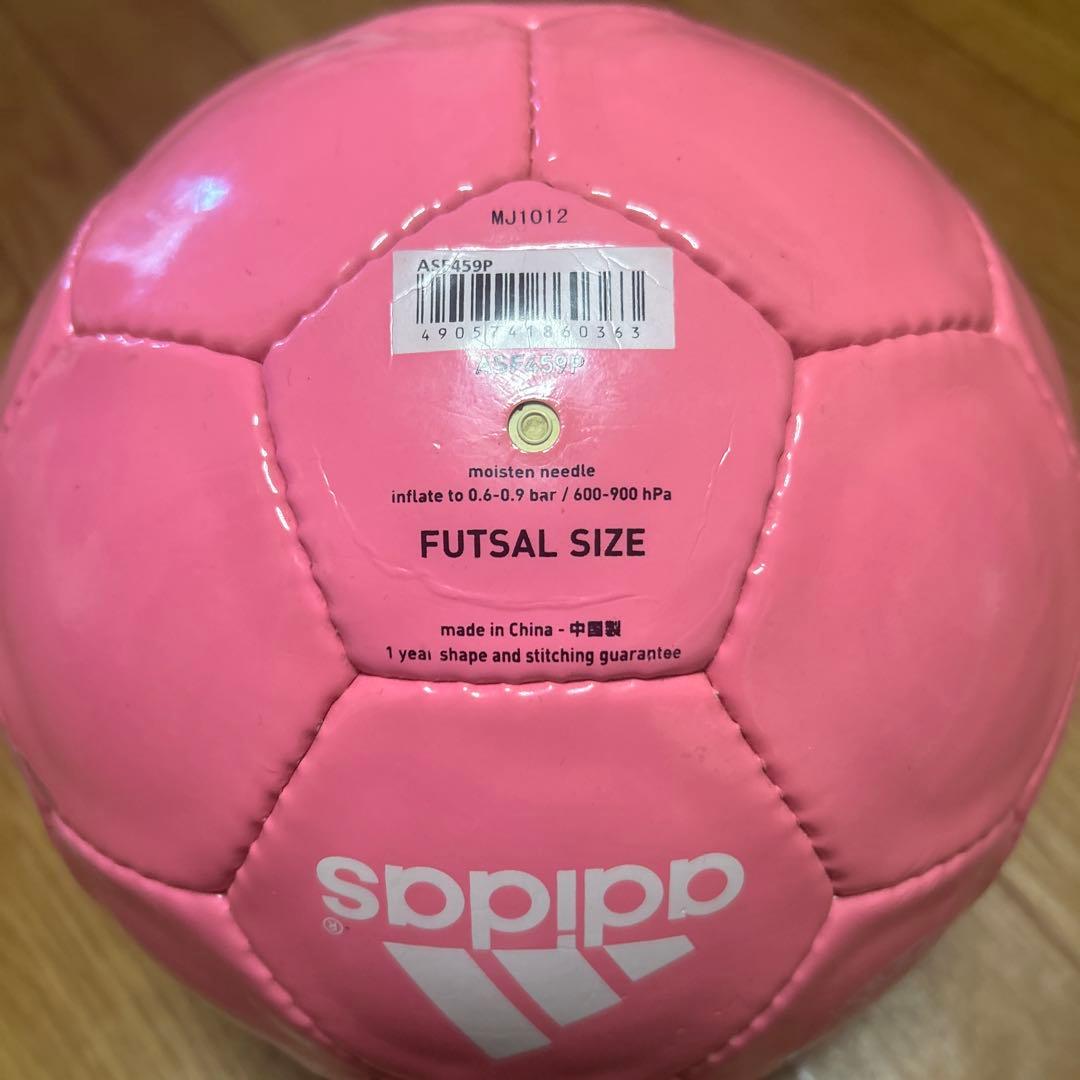 MJ1012
ASF459P
4905741860363
ASF459P
moisten needle
inflate to 0.6-0.9 bar / 600-900 hPa
FUTSAL SIZE
made in China - 中国製
1 year shape and stitching guarantee
adidas
®